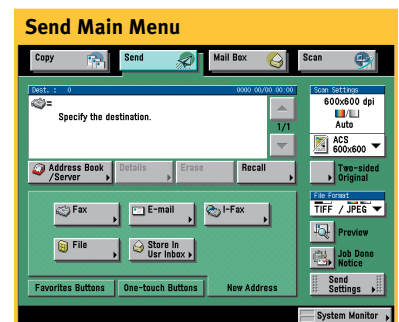 Send Main Menu
Copy
Send
Mail Box
Scan
Dest. : 0
0000 00/00 00:00
Specify the destination.
1/1
Scan Settings
600x600 dpi
Auto
ACS
600x600
Address Book
/Server
Details
Erase
Recall
Two-sided
Original
File Format
TIFF / JPEG
Fax
E-mail
I-Fax
File
Store In
Usr Inbox
Preview
Job Done
Notice
Favorites Buttons
One-touch Buttons
New Address
Send
Settings
System Monitor